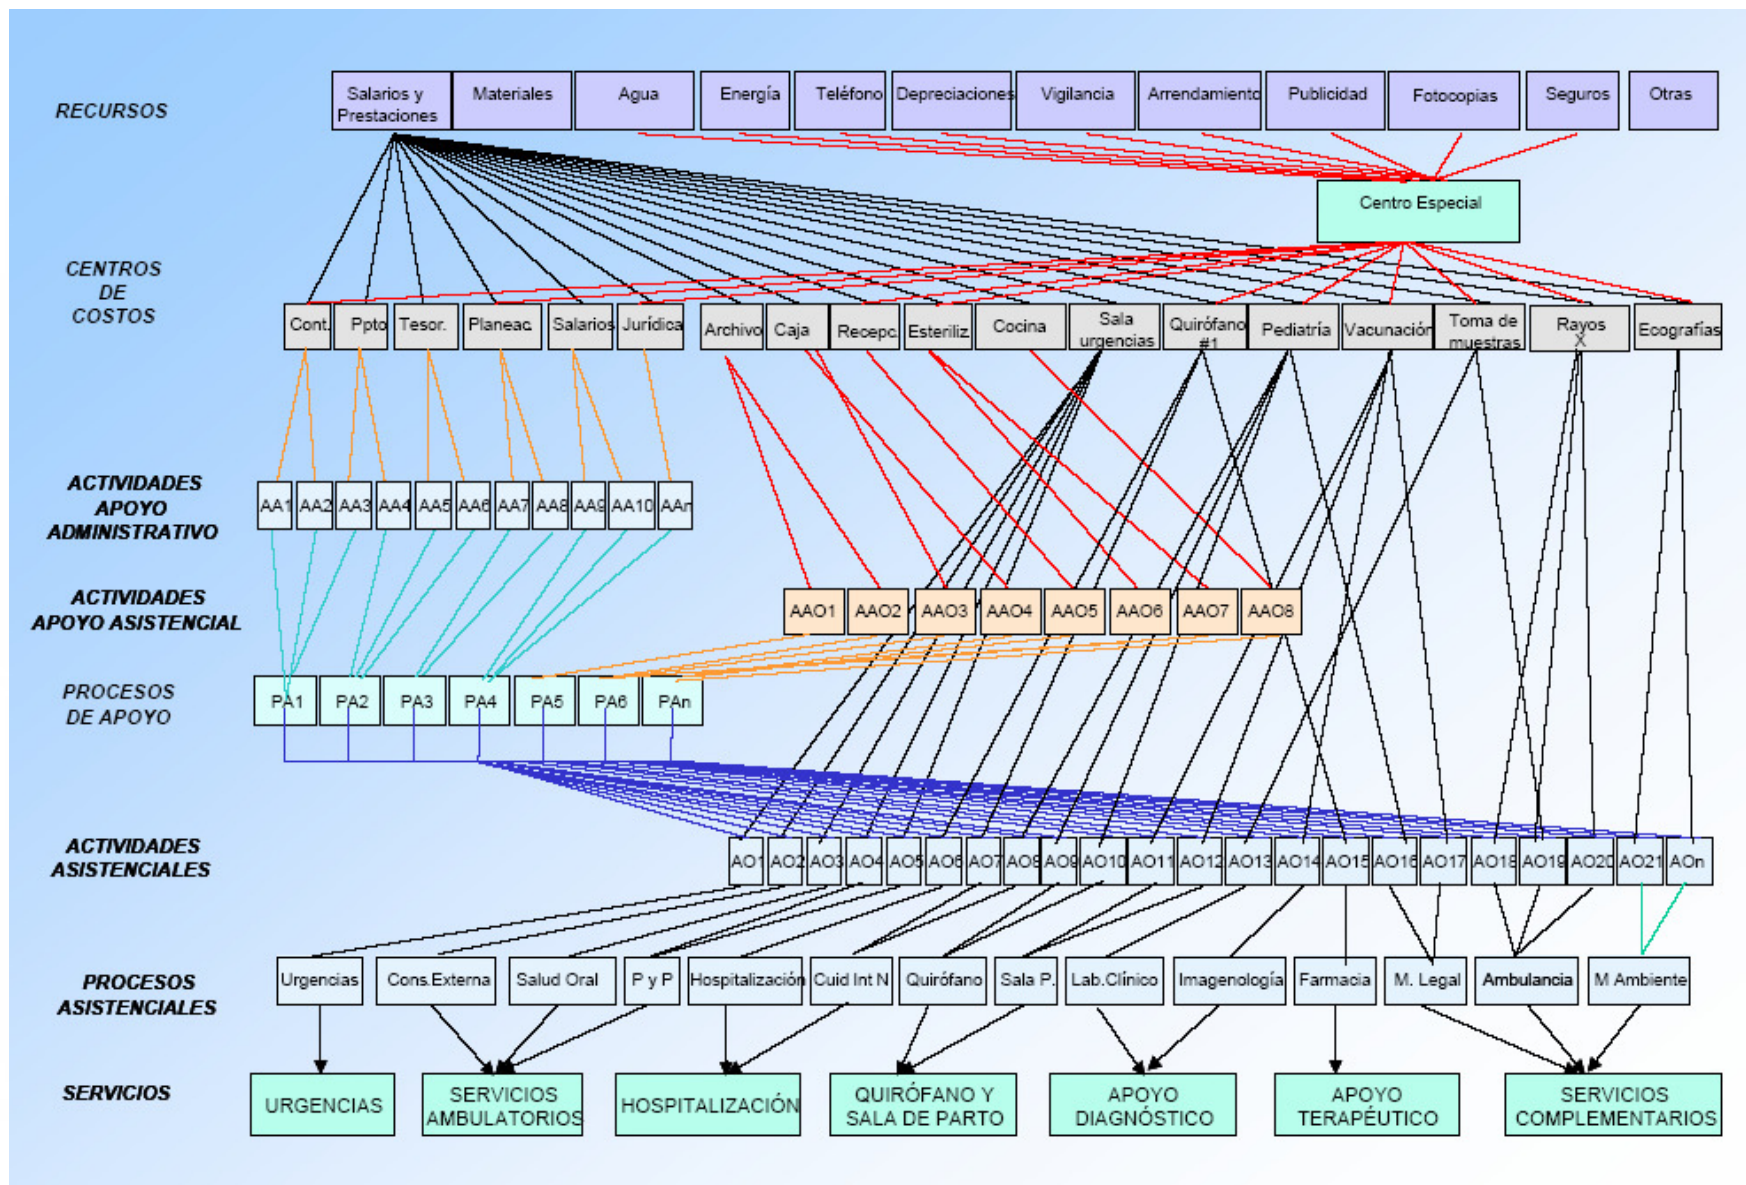 RECURSOS
Salarios y
Prestaciones
Materiales
Agua
Energía
Teléfono
Depreciaciones
Vigilancia
Arrendamiento
Publicidad
Fotocopias
Seguros
Otras
Centro Especial
CENTROS
DE
COSTOS
Cont.
Ppto
Tesor.
Planeac.
Salarios
Jurídica
Archivo
Caja
Recepc.
Esteriliz.
Cocina
Sala
urgencias
Quirófano
#1
Pediatría
Vacunación
Toma de
muestras
Rayos
X
Ecografías
ACTIVIDADES
APOYO
ADMINISTRATIVO
AA1
AA2
AA3
AA4
AA5
AA6
AA7
AA8
AA9
AA10
AAn
ACTIVIDADES
APOYO ASISTENCIAL
AAO1
AAO2
AAO3
AAO4
AAO5
AAO6
AAO7
AAO8
PROCESOS
DE APOYO
PA1
PA2
PA3
PA4
PA5
PA6
PAn
ACTIVIDADES
ASISTENCIALES
AO1
AO2
AO3
AO4
AO5
AO6
AO7
AO8
AO9
AO10
AO11
AO12
AO13
AO14
AO15
AO16
AO17
AO18
AO19
AO20
AO21
AOn
PROCESOS
ASISTENCIALES
Urgencias
Cons.Externa
Salud Oral
P y P
Hospitalización
Cuid Int N
Quirófano
Sala P.
Lab.Clínico
Imagenología
Farmacia
M. Legal
Ambulancia
M Ambiente
SERVICIOS
URGENCIAS
SERVICIOS
AMBULATORIOS
HOSPITALIZACIÓN
QUIRÓFANO Y
SALA DE PARTO
APOYO
DIAGNÓSTICO
APOYO
TERAPÉUTICO
SERVICIOS
COMPLEMENTARIOS